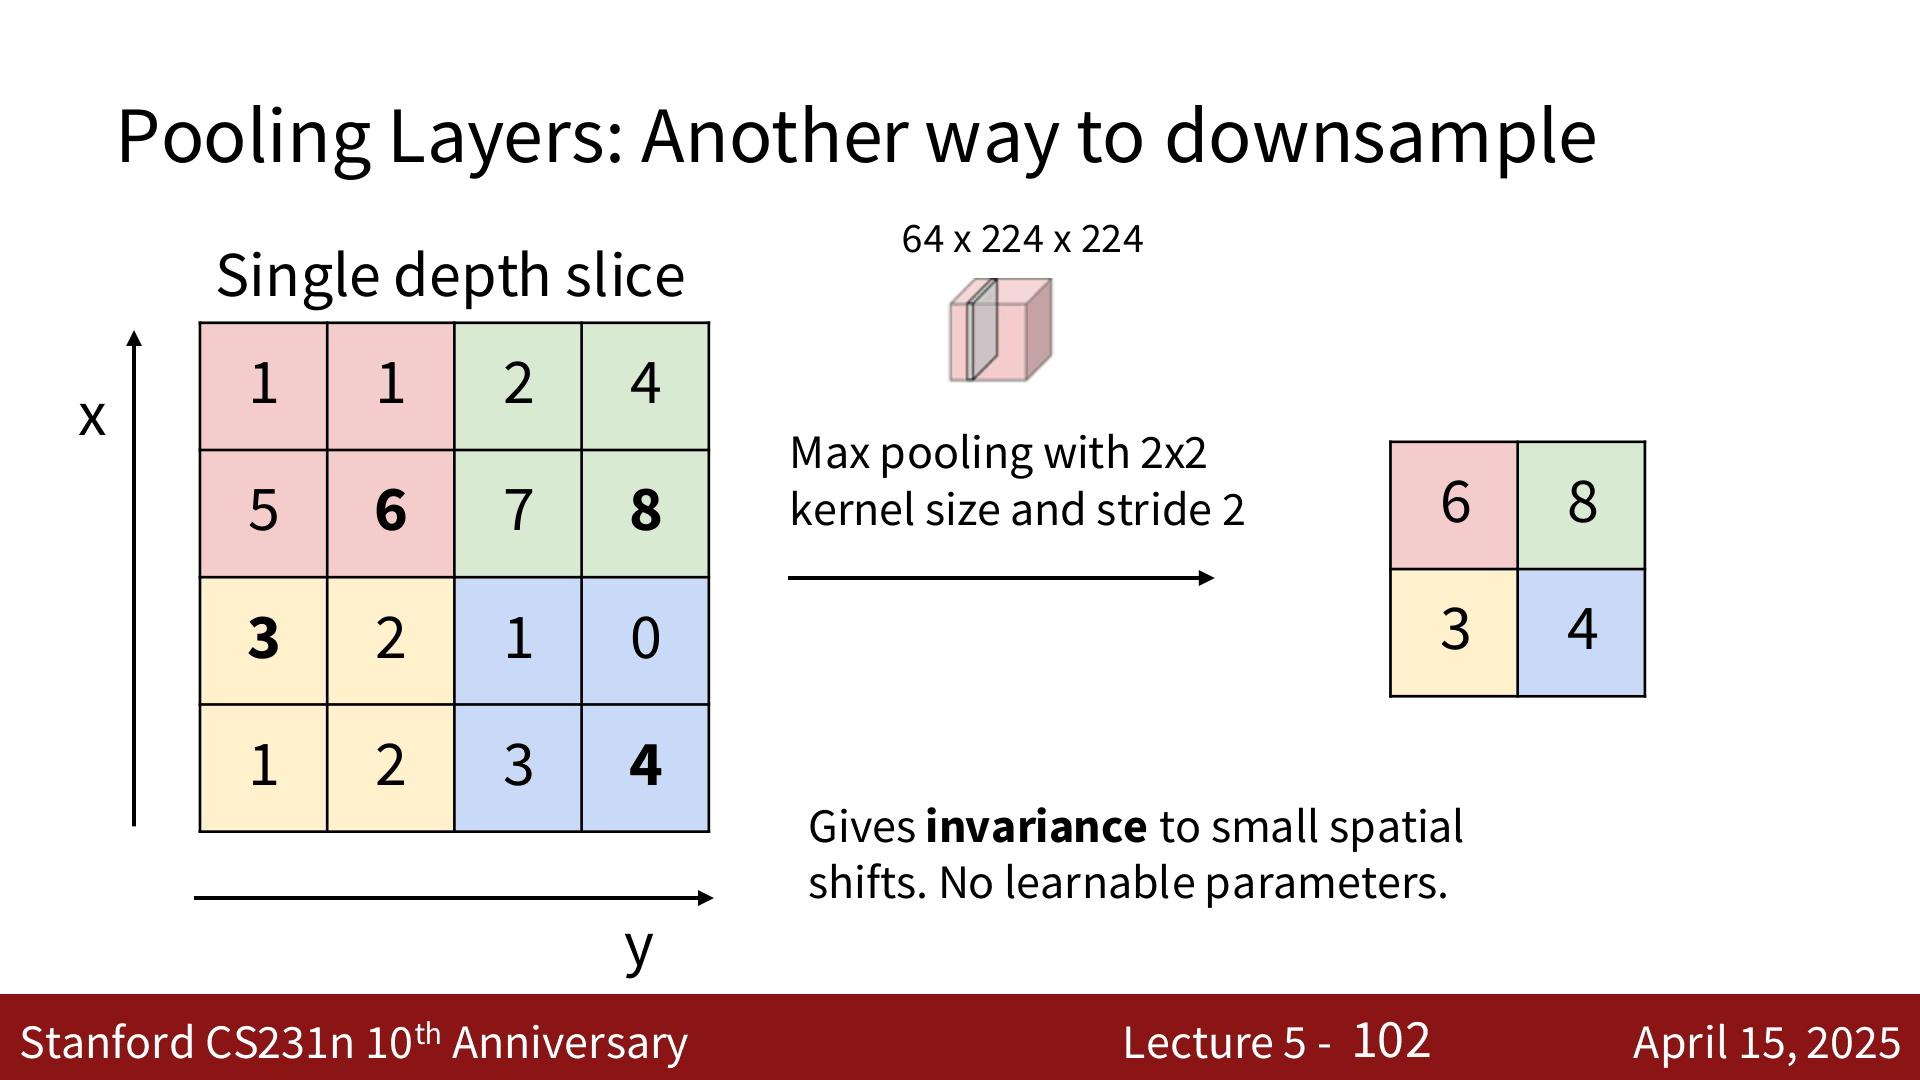 Pooling Layers: Another way to downsample
Single depth slice
64 x 224 x 224
x
1 1 2 4
5 6 7 8
3 2 1 0
1 2 3 4
y
Max pooling with 2x2
kernel size and stride 2
6 8
3 4
Gives invariance to small spatial
shifts. No learnable parameters.
Stanford CS231n 10th Anniversary
Lecture 5 - 102
April 15, 2025